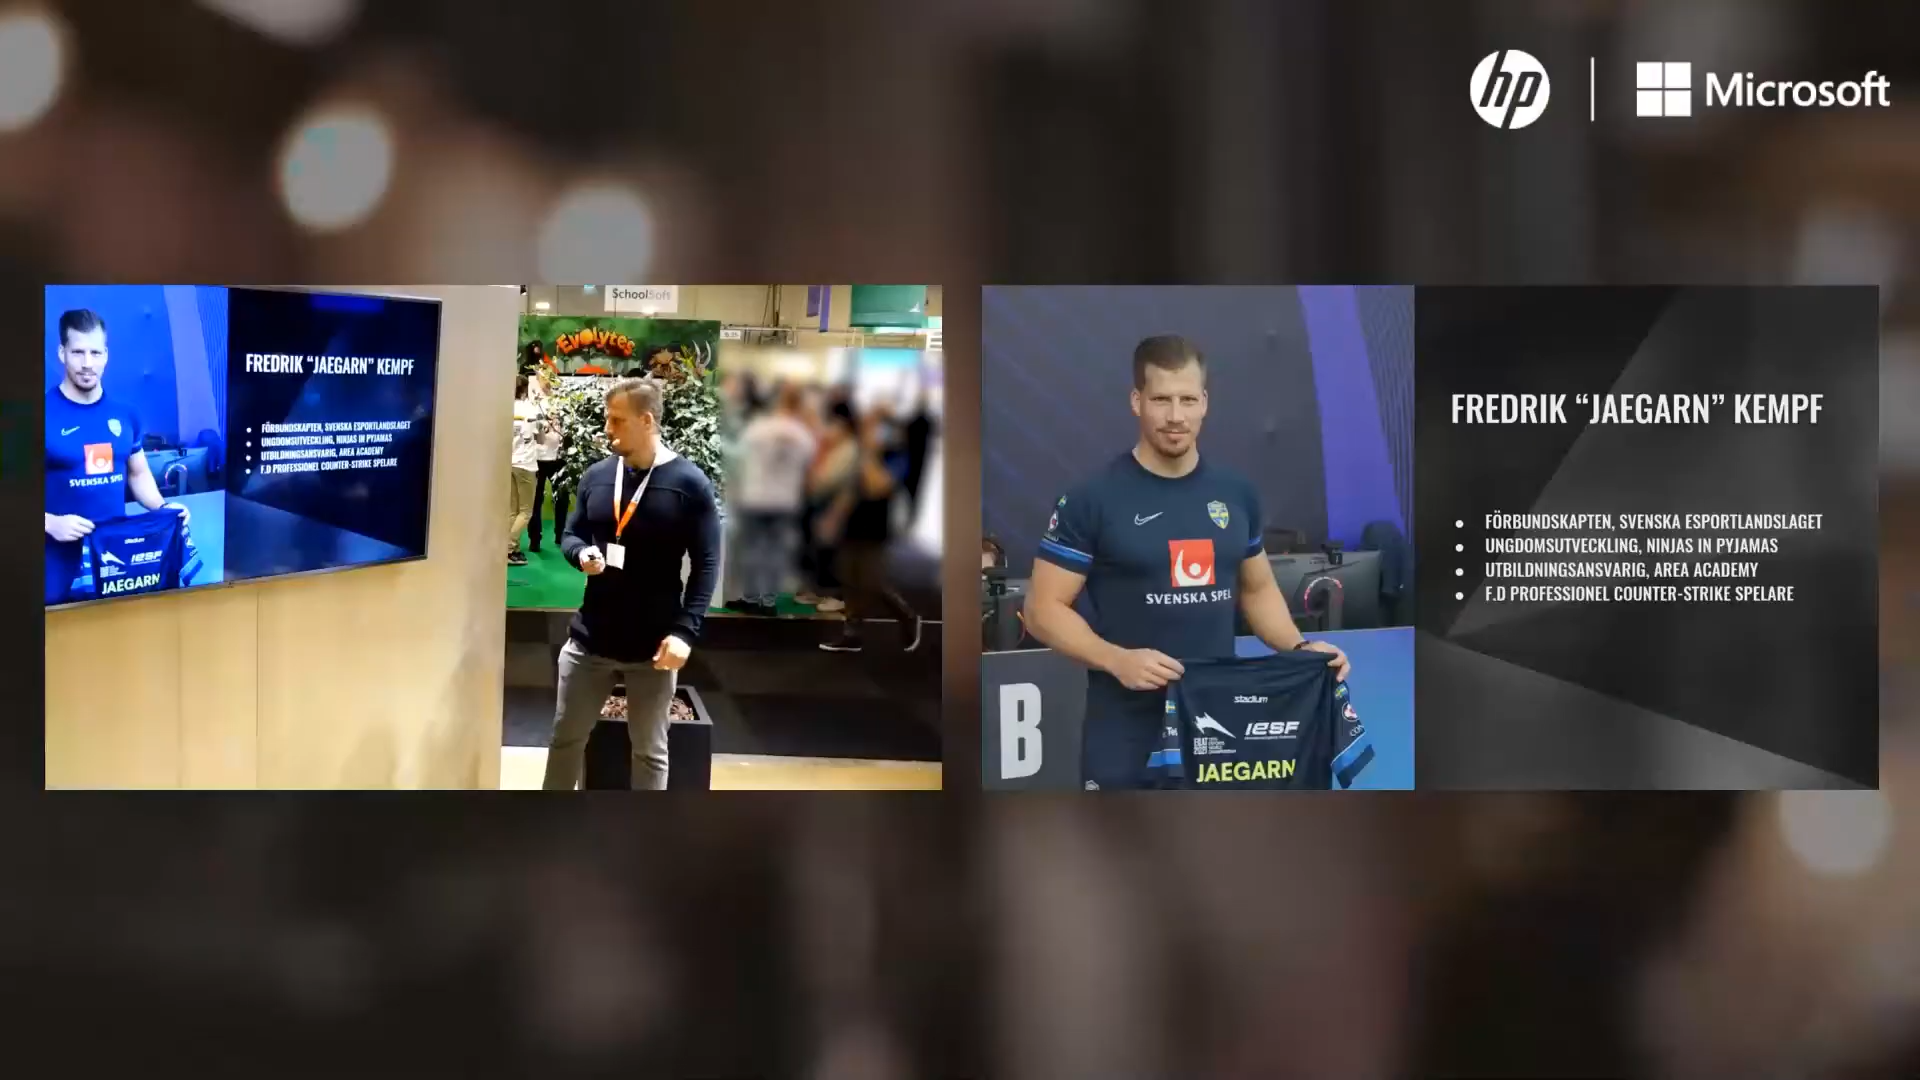 hp
Microsoft
SchoolSoft
Evolytes
FREDRIK “JAEGARN” KEMPF
FÖRBUNDSKAPTEN, SVENSKA ESPORTLANDSLAGET
UNGDOMSUTVECKLING, NINJAS IN PYJAMAS
UTBILDNINGSANSVARIG, AREA ACADEMY
F.D PROFESSIONEL COUNTER-STRIKE SPELARE
SVENSKA SPEL
stadium
IESF
JAEGARN
FREDRIK “JAEGARN” KEMPF
FÖRBUNDSKAPTEN, SVENSKA ESPORTLANDSLAGET
UNGDOMSUTVECKLING, NINJAS IN PYJAMAS
UTBILDNINGSANSVARIG, AREA ACADEMY
F.D PROFESSIONEL COUNTER-STRIKE SPELARE
SVENSKA SPEL
B
stadium
IESF
JAEGARN